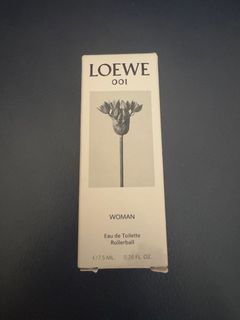 LOEWE
001
WOMAN
Eau de Toilette
Rollerball
℮7.5 ML    0.26 FL. OZ.